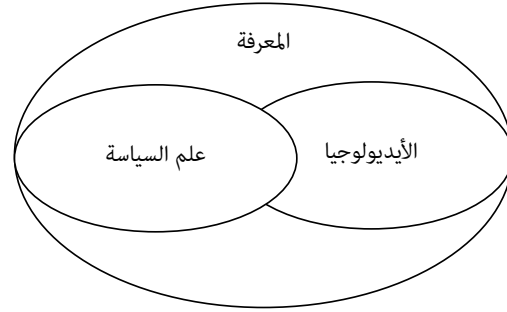 المعرفة
الأيديولوجيا
علم السياسة